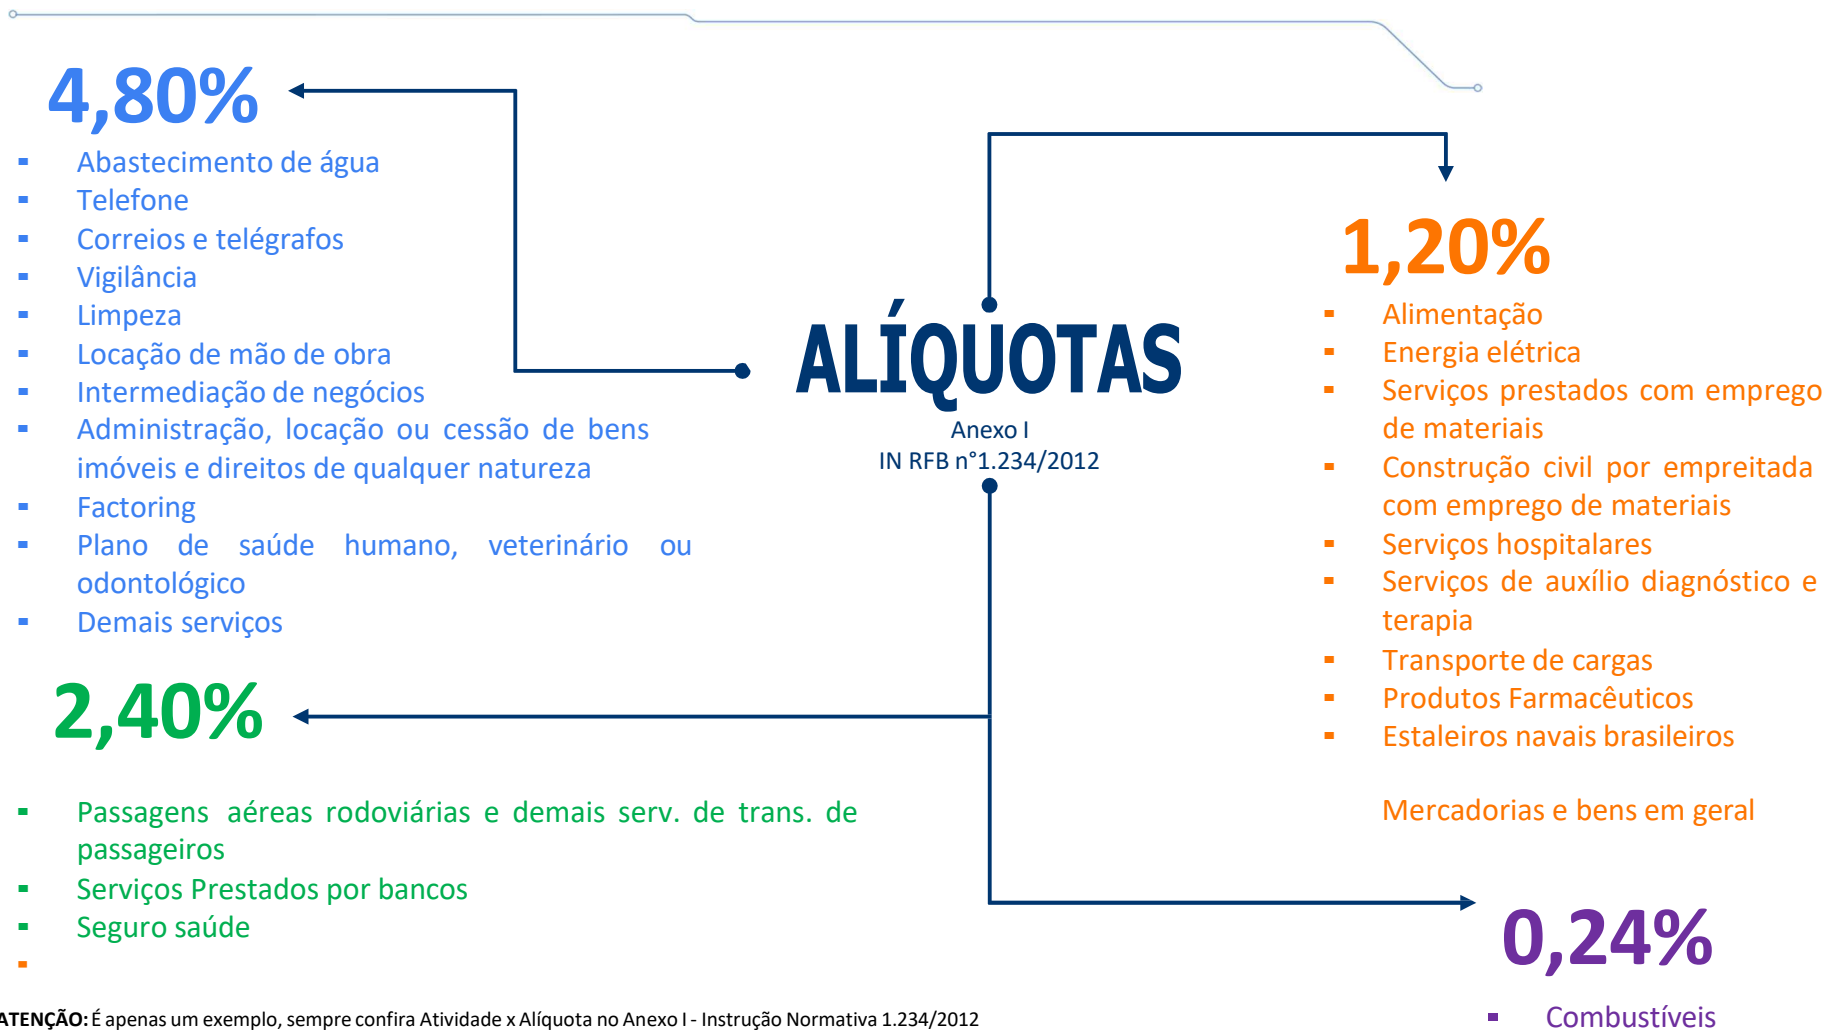 4,80%
Abastecimento de água
Telefone
Correios e telégrafos
Vigilância
Limpeza
Locação de mão de obra
Intermediação de negócios
Administração, locação ou cessão de bens
imóveis e direitos de qualquer natureza
Factoring
Plano de saúde humano, veterinário ou
odontológico
Demais serviços
2,40%
Passagens aéreas rodoviárias e demais serv. de trans. de
passageiros
Serviços Prestados por bancos
Seguro saúde
ALÍQUOTAS
Anexo I
IN RFB n°1.234/2012
1,20%
Alimentação
Energia elétrica
Serviços prestados com emprego
de materiais
Construção civil por empreitada
com emprego de materiais
Serviços hospitalares
Serviços de auxílio diagnóstico e
terapia
Transporte de cargas
Produtos Farmacêuticos
Estaleiros navais brasileiros
Mercadorias e bens em geral
0,24%
Combustíveis
ATENÇÃO: É apenas um exemplo, sempre confira Atividade x Alíquota no Anexo I - Instrução Normativa 1.234/2012